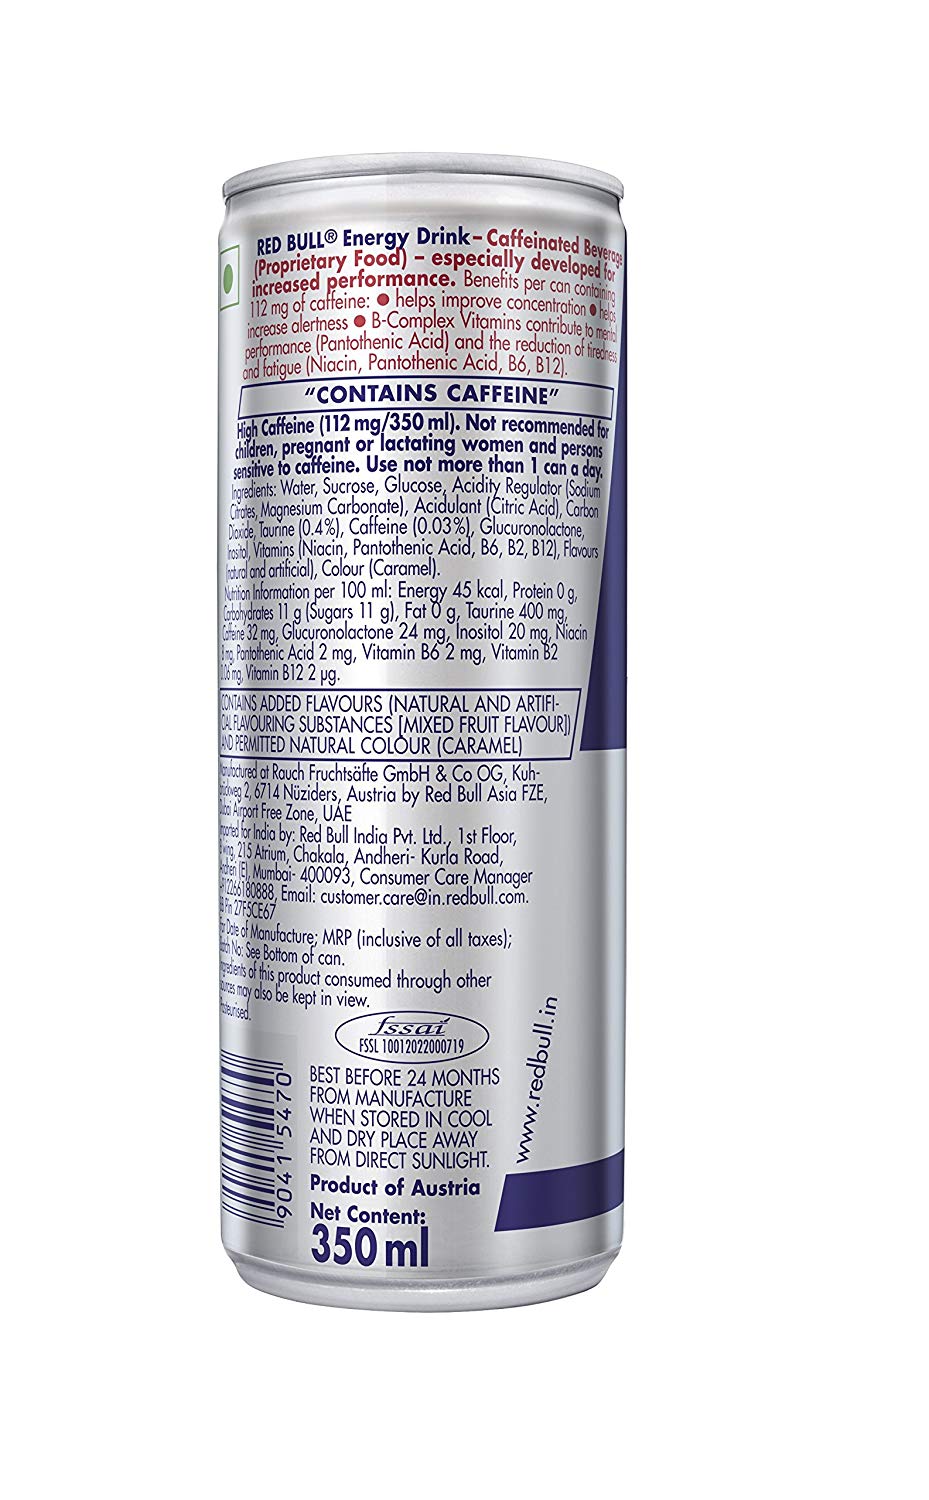 RED BULL® Energy Drink – Caffeinated Beverage
(Proprietary Food) – especially developed for
increased performance. Benefits per can containing
112 mg of caffeine: ● helps improve concentration ● helps
increase alertness ● B-Complex Vitamins contribute to mental
performance (Pantothenic Acid) and the reduction of tiredness
and fatigue (Niacin, Pantothenic Acid, B6, B12).
“CONTAINS CAFFEINE”
High Caffeine (112 mg/350 ml). Not recommended for
children, pregnant or lactating women and persons
sensitive to caffeine. Use not more than 1 can a day.
Ingredients: Water, Sucrose, Glucose, Acidity Regulator (Sodium
Citrates, Magnesium Carbonate), Acidulant (Citric Acid), Carbon
Dioxide, Taurine (0.4%), Caffeine (0.03%), Glucuronolactone,
Inositol, Vitamins (Niacin, Pantothenic Acid, B6, B2, B12), Flavours
(natural and artificial), Colour (Caramel).
Nutrition Information per 100 ml: Energy 45 kcal, Protein 0 g,
Carbohydrates 11 g (Sugars 11 g), Fat 0 g, Taurine 400 mg,
Caffeine 32 mg, Glucuronolactone 24 mg, Inositol 20 mg, Niacin
8 mg, Pantothenic Acid 2 mg, Vitamin B6 2 mg, Vitamin B2
0.06 mg, Vitamin B12 2 µg.
CONTAINS ADDED FLAVOURS (NATURAL AND ARTIFI-
CIAL FLAVOURING SUBSTANCES [MIXED FRUIT FLAVOUR])
AND PERMITTED NATURAL COLOUR (CARAMEL)
Manufactured at Rauch Fruchtsäfte GmbH & Co OG, Kuh-
brückweg 2, 6714 Nüziders, Austria by Red Bull Asia FZE,
Dubai Airport Free Zone, UAE
Imported for India by: Red Bull India Pvt. Ltd., 1st Floor,
wing, 215 Atrium, Chakala, Andheri- Kurla Road,
Andheri (E), Mumbai- 400093, Consumer Care Manager
+912266180888, Email: customer.care@in.redbull.com.
Pin 27F5CE67
For Date of Manufacture; MRP (inclusive of all taxes);
Batch No: See Bottom of can.
Ingredients of this product consumed through other
sources may also be kept in view.
Pasteurised.
fssai
FSSL 10012022000719
BEST BEFORE 24 MONTHS
FROM MANUFACTURE
WHEN STORED IN COOL
AND DRY PLACE AWAY
FROM DIRECT SUNLIGHT.
Product of Austria
Net Content:
350 ml
9041 5470
www.redbull.in